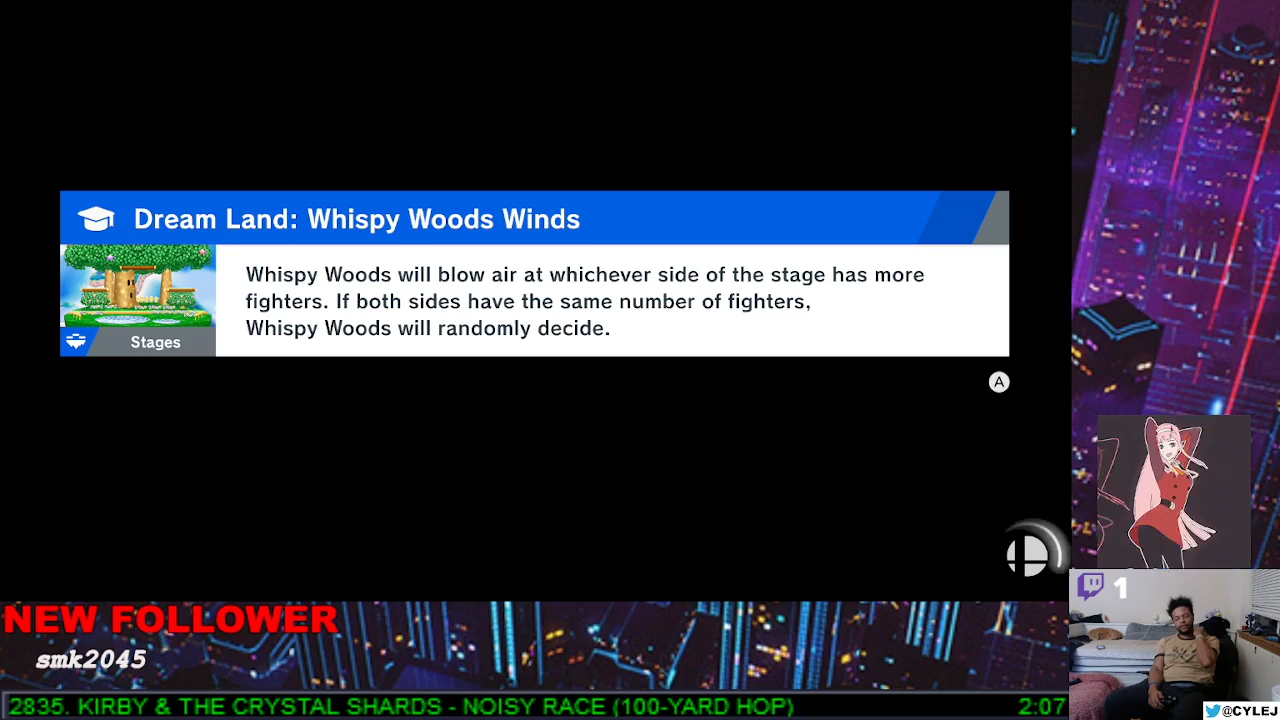 Dream Land: Whispy Woods Winds
Whispy Woods will blow air at whichever side of the stage has more
fighters. If both sides have the same number of fighters,
Whispy Woods will randomly decide.
Stages
A
NEW FOLLOWER
smk2045
1
2835. KIRBY & THE CRYSTAL SHARDS - NOISY RACE (100-YARD HOP)
2:07
@CYLEJ